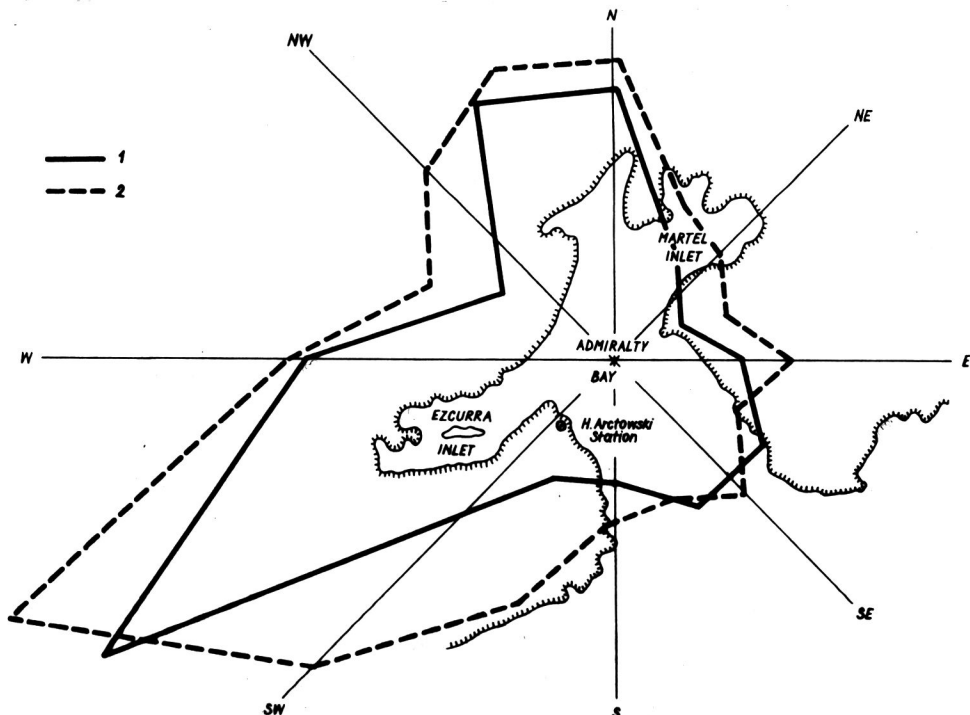 N
NW
NE
1
2
MARTEL
INLET
ADMIRALTY
W
E
BAY
EZCURRA
INLET
H. Arctowski
Station
SE
SW
S